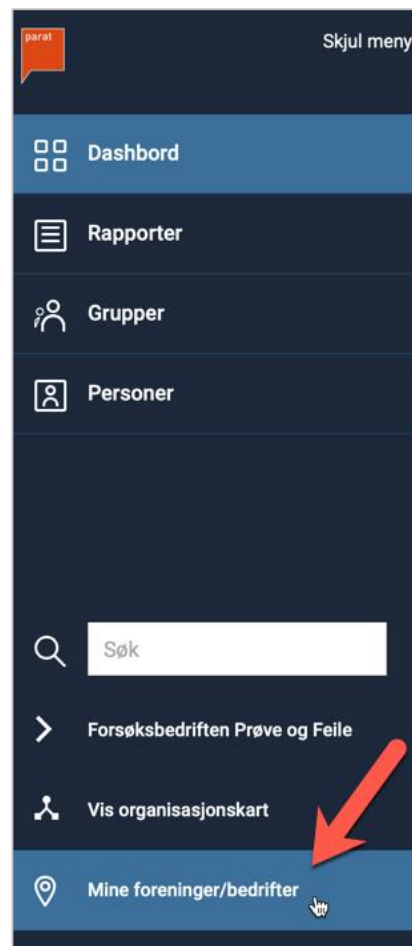 parat
Skjul meny
Dashbord
Rapporter
Grupper
Personer
Søk
Forsøksbedriften Prøve og Feile
Vis organisasjonskart
Mine foreninger/bedrifter